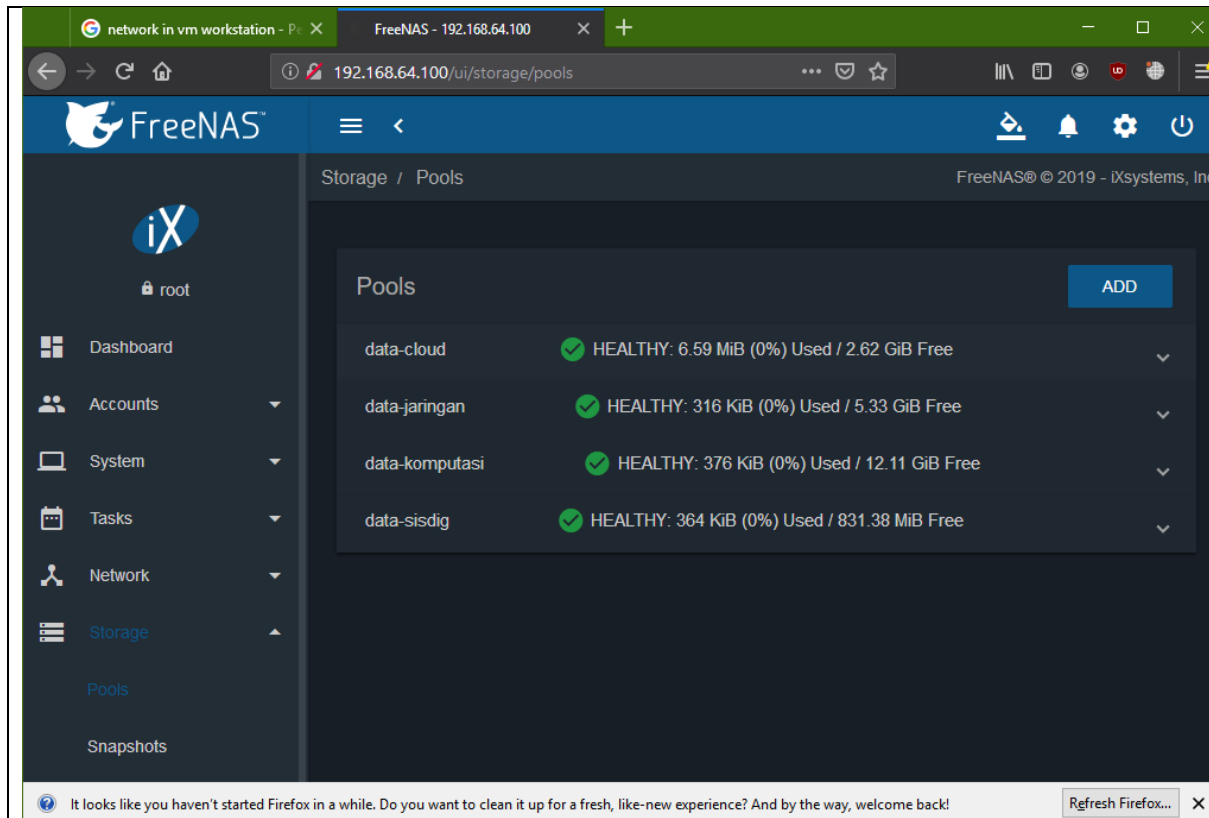 network in vm workstation - Pe
FreeNAS - 192.168.64.100
192.168.64.100/ui/storage/pools
FreeNAS™
Storage / Pools
FreeNAS® © 2019 - iXsystems, Inc
iX
root
Dashboard
Accounts
System
Tasks
Network
Storage
Pools
Snapshots
Pools
ADD
data-cloud HEALTHY: 6.59 MiB (0%) Used / 2.62 GiB Free
data-jaringan HEALTHY: 316 KiB (0%) Used / 5.33 GiB Free
data-komputasi HEALTHY: 376 KiB (0%) Used / 12.11 GiB Free
data-sisdig HEALTHY: 364 KiB (0%) Used / 831.38 MiB Free
It looks like you haven't started Firefox in a while. Do you want to clean it up for a fresh, like-new experience? And by the way, welcome back!
Refresh Firefox...